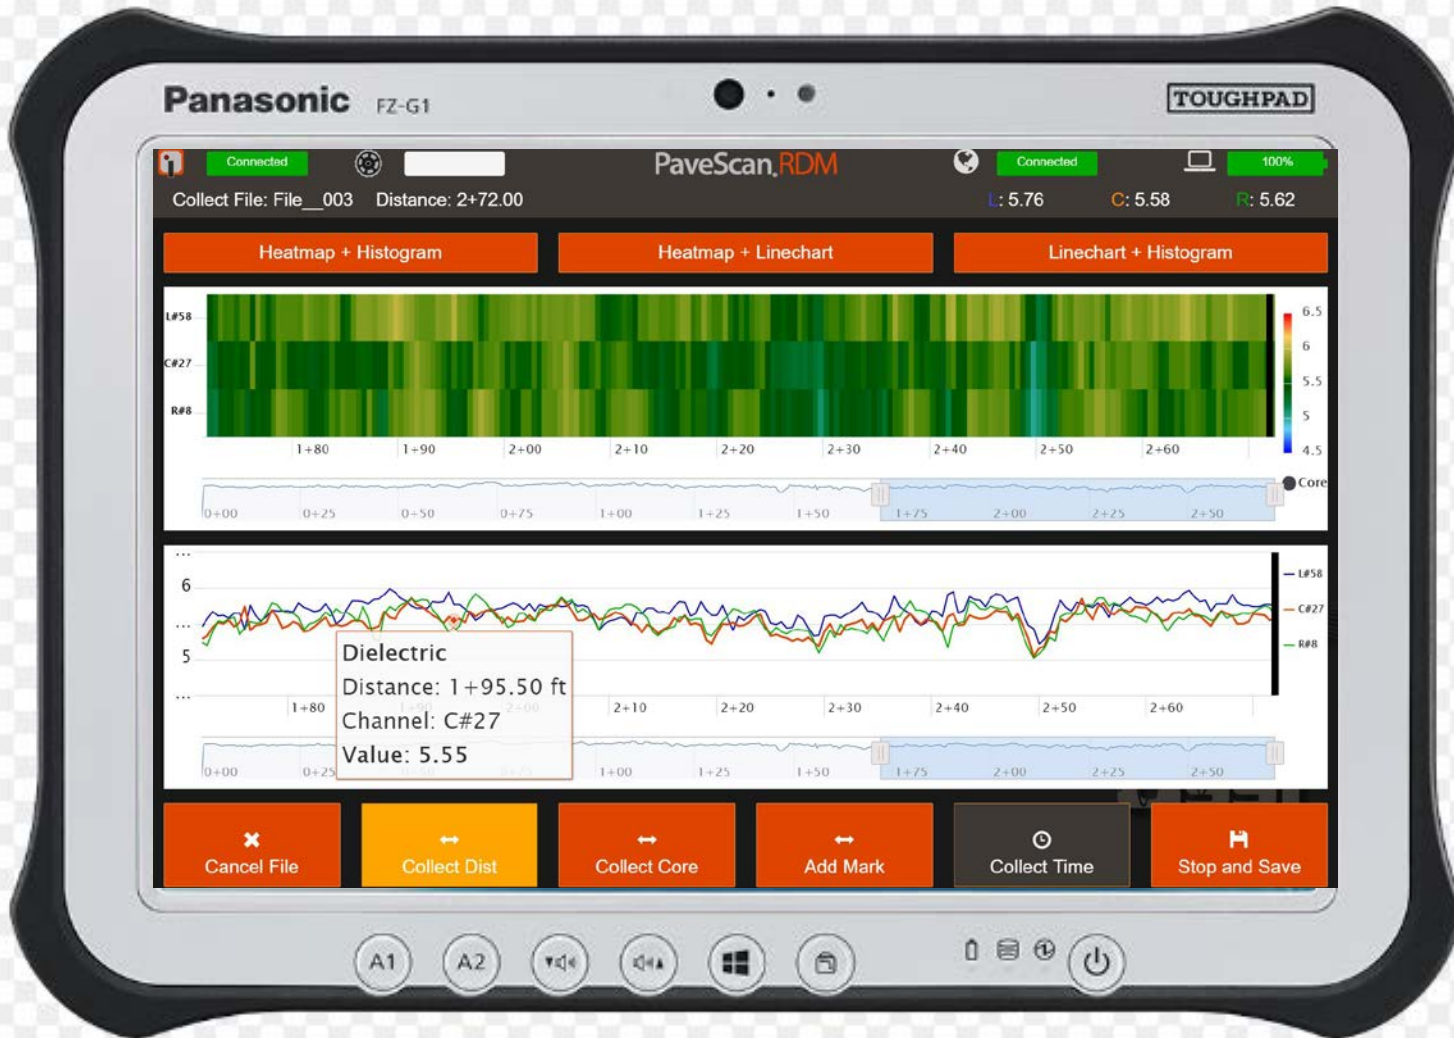 Panasonic FZ-G1
TOUGHPAD
Connected
PaveScan RDM
Connected
100%
Collect File: File__003 Distance: 2+72.00
L: 5.76 C: 5.58 R: 5.62
Heatmap + Histogram
Heatmap + Linechart
Linechart + Histogram
L#58
C#27
R#8
6.5
6
5.5
5
4.5
1+80 1+90 2+00 2+10 2+20 2+30 2+40 2+50 2+60
Core
0+00 0+25 0+50 0+75 1+00 1+25 1+50 1+75 2+00 2+25 2+50
...
6
...
5
...
L#58
C#27
R#8
Dielectric
Distance: 1+95.50 ft
Channel: C#27
Value: 5.55
1+80 1+90 2+00 2+10 2+20 2+30 2+40 2+50 2+60
0+00 0+25 0+75 1+00 1+25 1+50 1+75 2+00 2+25 2+50
Cancel File
Collect Dist
Collect Core
Add Mark
Collect Time
Stop and Save
A1 A2